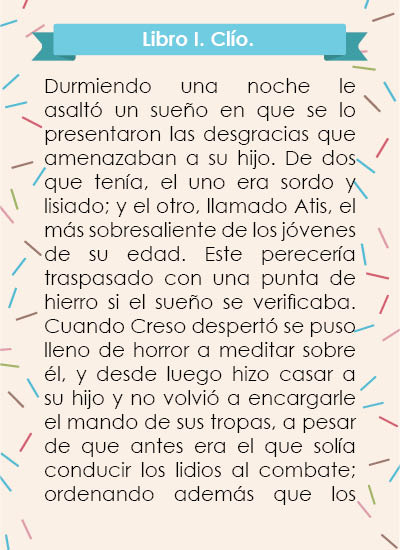 Libro I. Clío.
Durmiendo una noche le
asaltó un sueño en que se lo
presentaron las desgracias que
amenazaban a su hijo. De dos
que tenía, el uno era sordo y
lisiado; y el otro, llamado Atis, el
más sobresaliente de los jóvenes
de su edad. Este perecería
traspasado con una punta de
hierro si el sueño se verificaba.
Cuando Creso despertó se puso
lleno de horror a meditar sobre
él, y desde luego hizo casar a
su hijo y no volvió a encargarle
el mando de sus tropas, a pesar
de que antes era el que solía
conducir los lidios al combate;
ordenando además que los